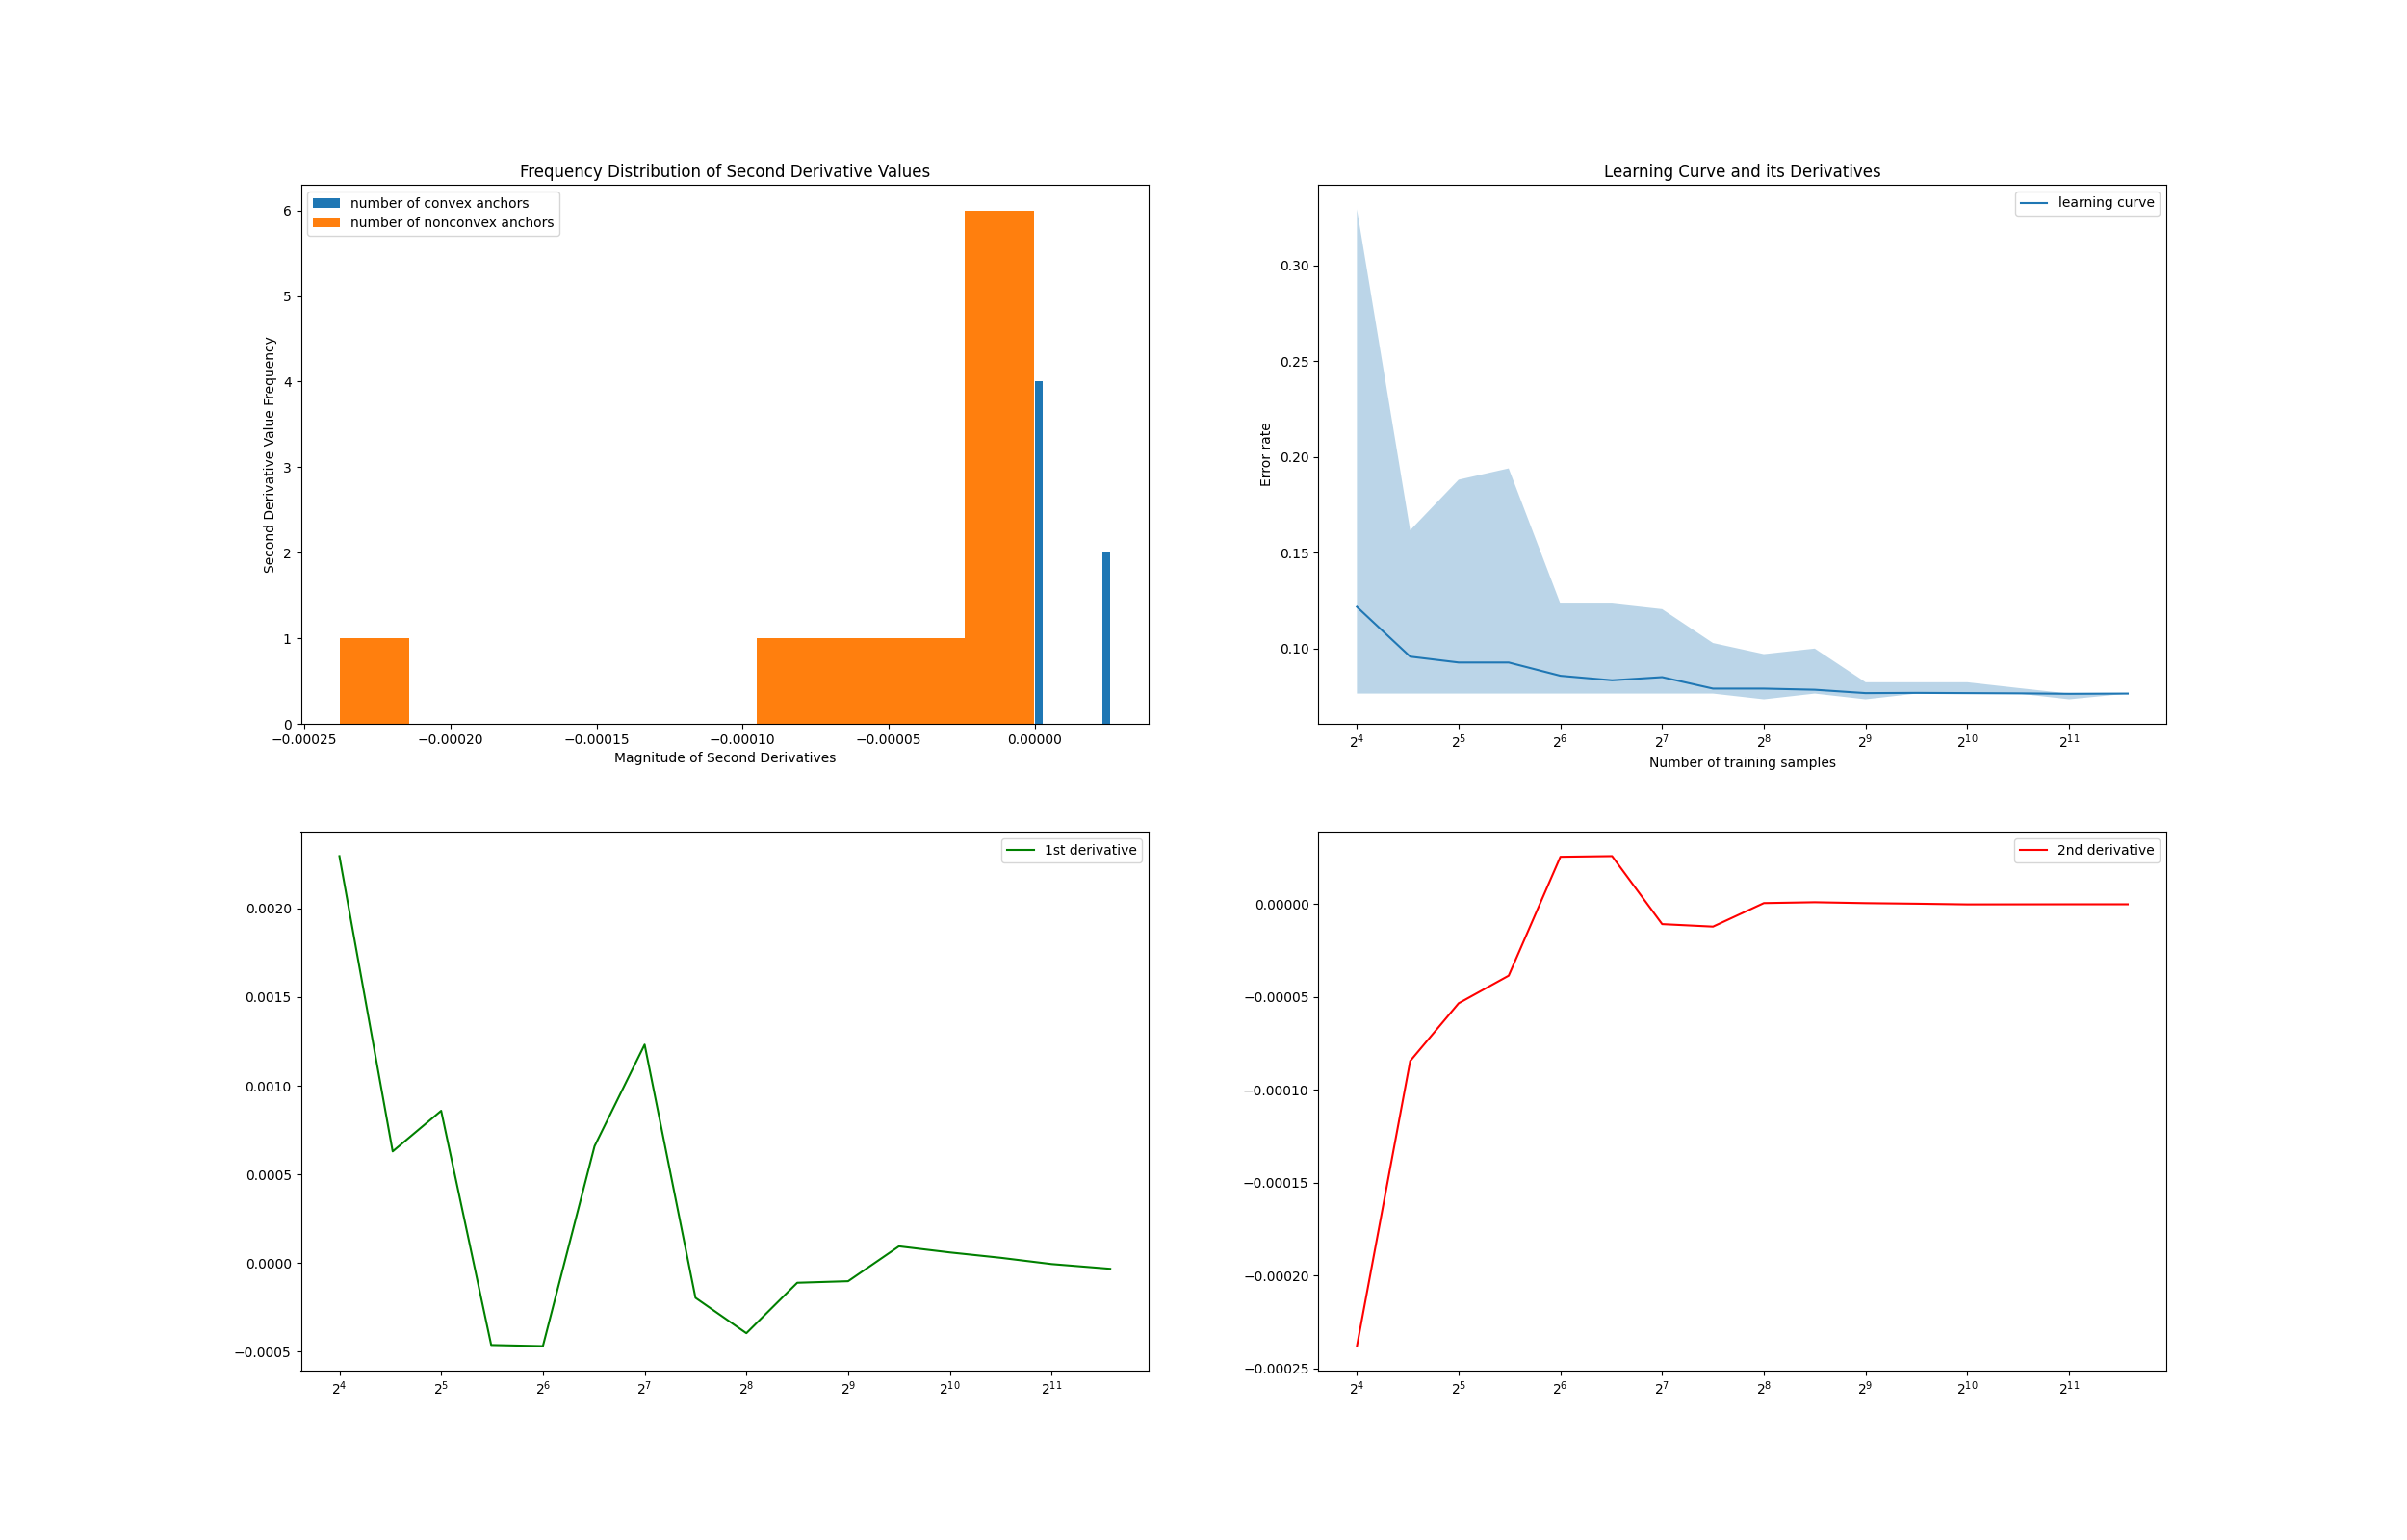 Frequency Distribution of Second Derivative Values
number of convex anchors
number of nonconvex anchors
6
5
4
3
2
1
0
Second Derivative Value Frequency
−0.00025 −0.00020 −0.00015 −0.00010 −0.00005 0.00000
Magnitude of Second Derivatives
Learning Curve and its Derivatives
learning curve
0.30
0.25
0.20
0.15
0.10
Error rate
2⁴ 2⁵ 2⁶ 2⁷ 2⁸ 2⁹ 2¹⁰ 2¹¹
Number of training samples
1st derivative
0.0020
0.0015
0.0010
0.0005
0.0000
−0.0005
2⁴ 2⁵ 2⁶ 2⁷ 2⁸ 2⁹ 2¹⁰ 2¹¹
2nd derivative
0.00000
−0.00005
−0.00010
−0.00015
−0.00020
−0.00025
2⁴ 2⁵ 2⁶ 2⁷ 2⁸ 2⁹ 2¹⁰ 2¹¹